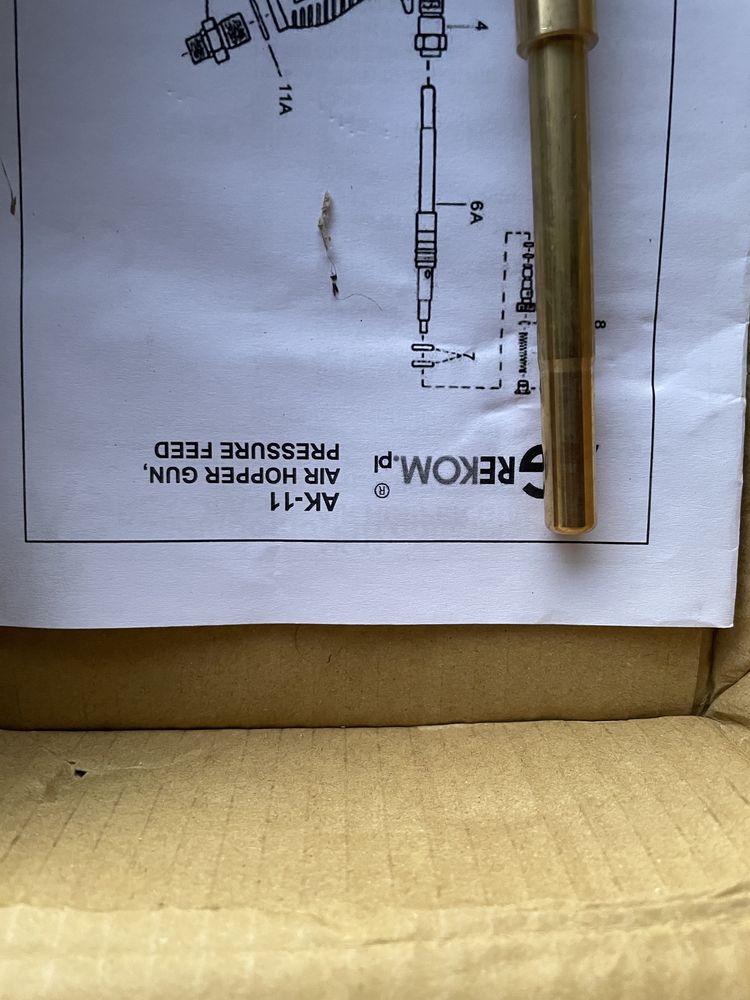 4
11A
6A
8
7
AK-11
AIR HOPPER GUN,
PRESSURE FEED
REKOM.pl ®